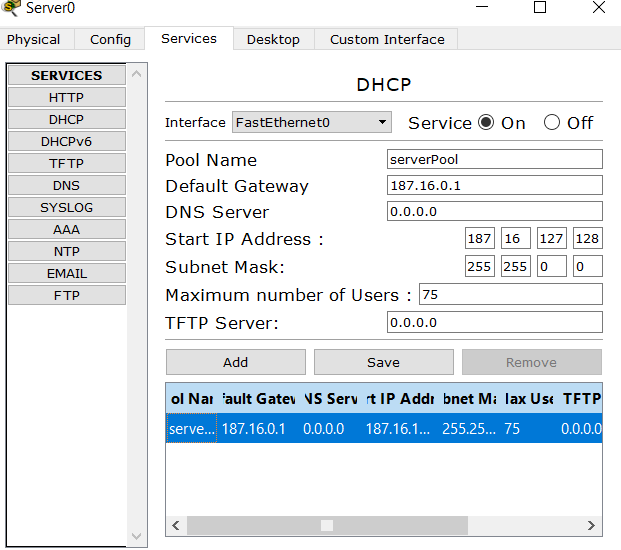 Server0
Physical Config Services Desktop Custom Interface
SERVICES
HTTP
DHCP
DHCPv6
TFTP
DNS
SYSLOG
AAA
NTP
EMAIL
FTP
DHCP
Interface FastEthernet0 Service On Off
Pool Name serverPool
Default Gateway 187.16.0.1
DNS Server 0.0.0.0
Start IP Address : 187 16 127 128
Subnet Mask: 255 255 0 0
Maximum number of Users : 75
TFTP Server: 0.0.0.0
Add Save Remove
ol Nar fault Gatew NS Serv rt IP Addr bnet Ma lax Use TFTP
serve... 187.16.0.1 0.0.0.0 187.16.1... 255.25... 75 0.0.0.0